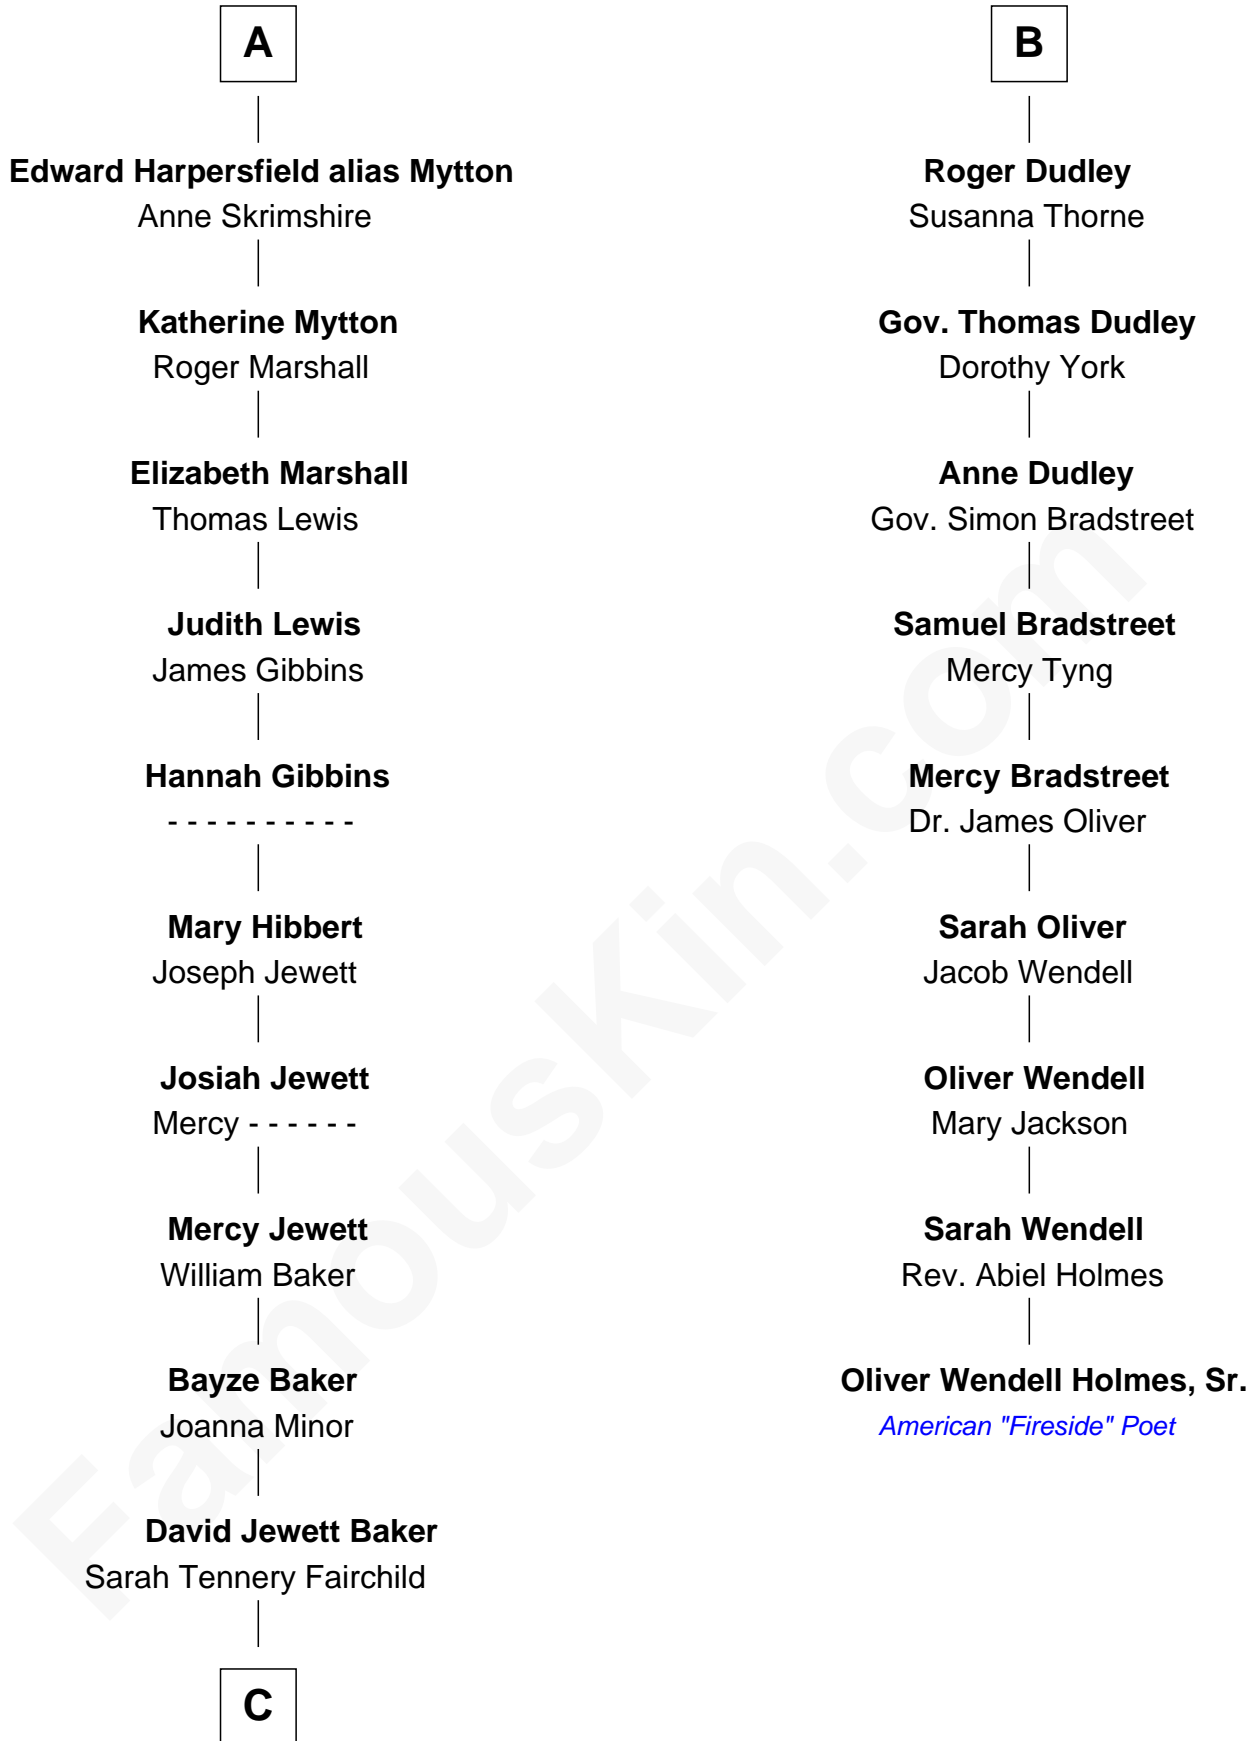 A
Edward Harpersfield alias Mytton
Anne Skrimshire
Katherine Mytton
Roger Marshall
Elizabeth Marshall
Thomas Lewis
Judith Lewis
James Gibbins
Hannah Gibbins
- - - - - - - - - -
Mary Hibbert
Joseph Jewett
Josiah Jewett
Mercy - - - - - -
Mercy Jewett
William Baker
Bayze Baker
Joanna Minor
David Jewett Baker
Sarah Tennery Fairchild
C
B
Roger Dudley
Susanna Thorne
Gov. Thomas Dudley
Dorothy York
Anne Dudley
Gov. Simon Bradstreet
Samuel Bradstreet
Mercy Tyng
Mercy Bradstreet
Dr. James Oliver
Sarah Oliver
Jacob Wendell
Oliver Wendell
Mary Jackson
Sarah Wendell
Rev. Abiel Holmes
Oliver Wendell Holmes, Sr.
American "Fireside" Poet
FamousKin.com